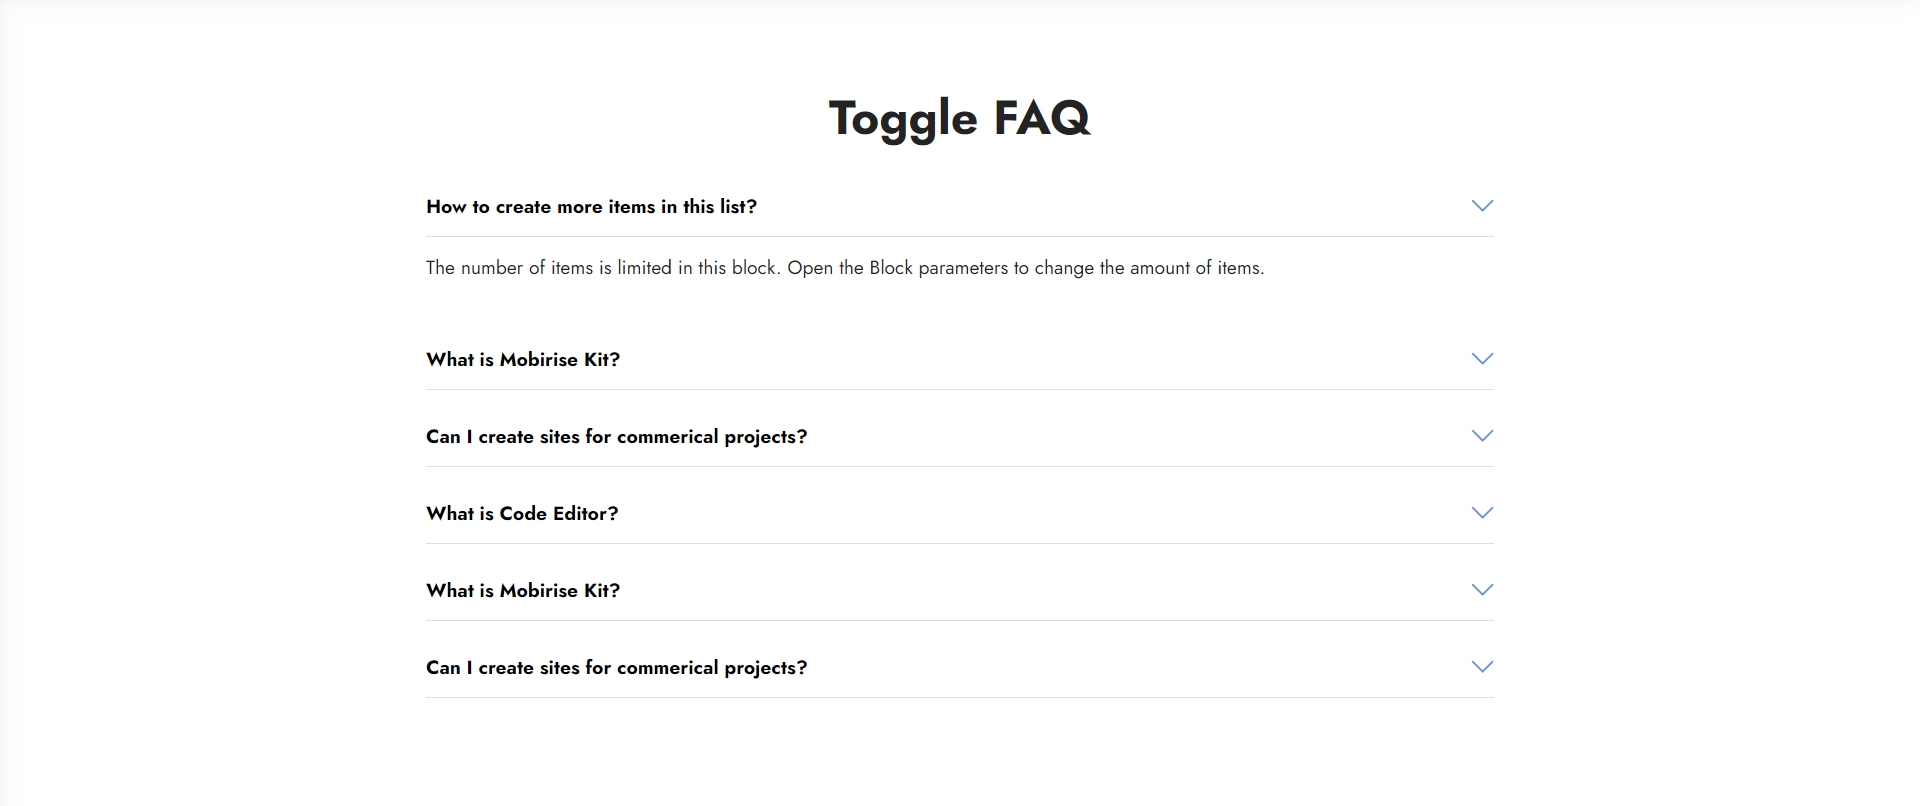 Toggle FAQ
How to create more items in this list?
The number of items is limited in this block. Open the Block parameters to change the amount of items.
What is Mobirise Kit?
Can I create sites for commerical projects?
What is Code Editor?
What is Mobirise Kit?
Can I create sites for commerical projects?